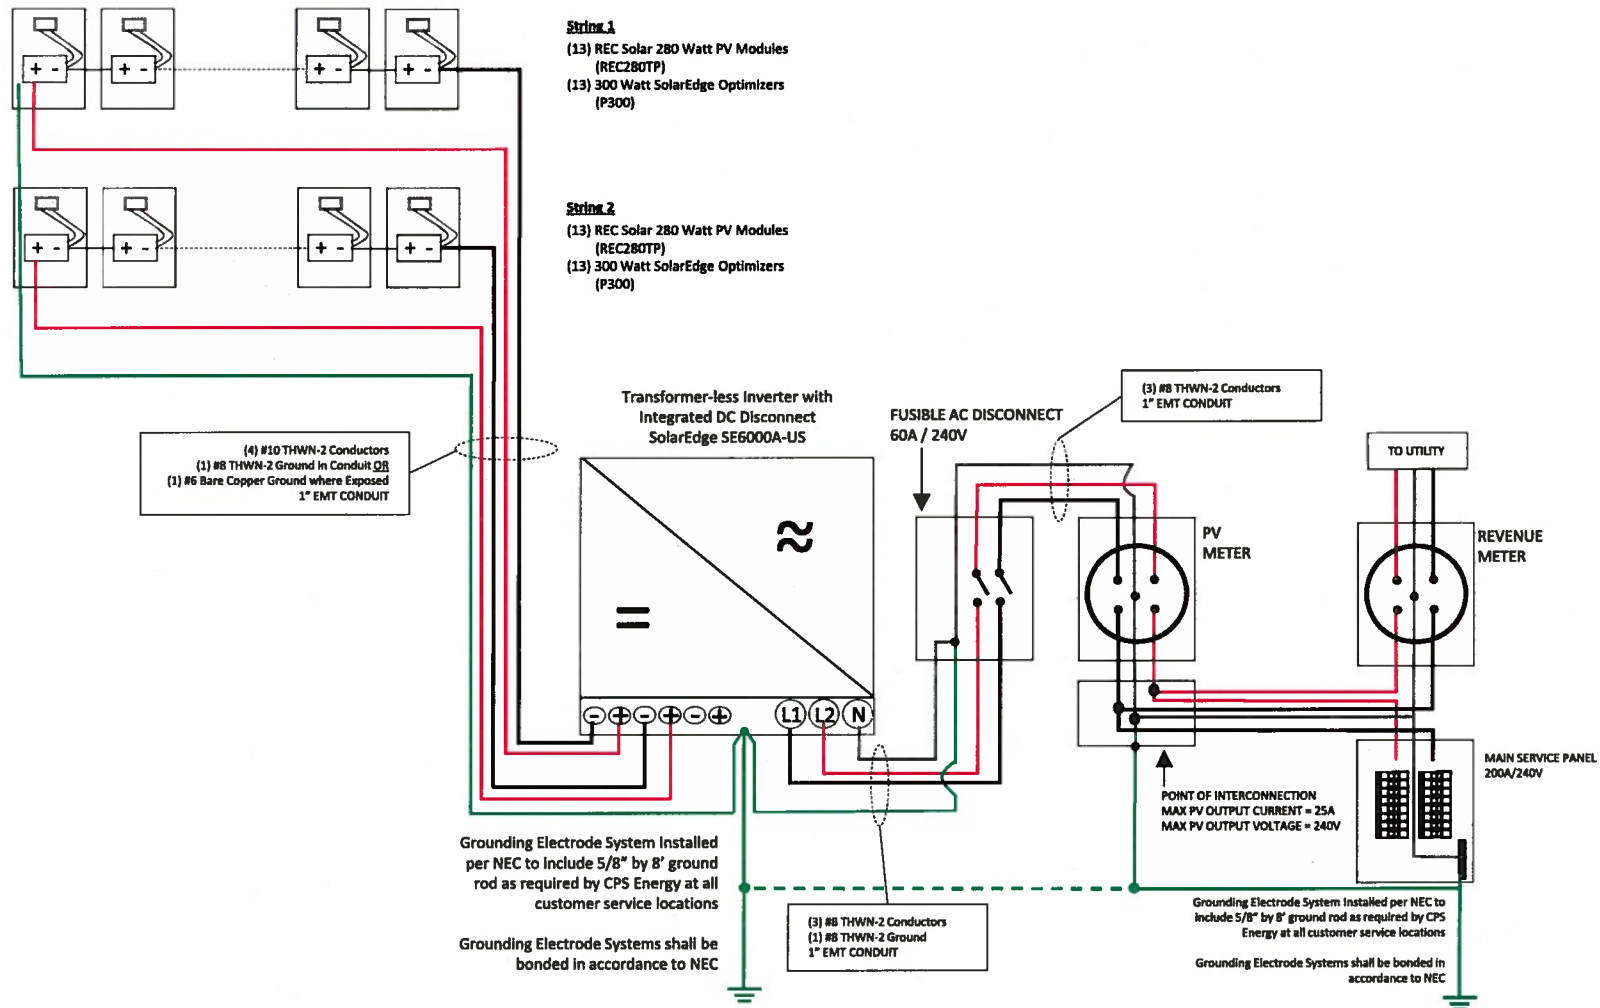 String 1
(13) REC Solar 280 Watt PV Modules
(REC280TP)
(13) 300 Watt SolarEdge Optimizers
(P300)
+ -
+ -
+ -
+ -
String 2
(13) REC Solar 280 Watt PV Modules
(REC280TP)
(13) 300 Watt SolarEdge Optimizers
(P300)
+ -
+ -
+ -
+ -
(4) #10 THWN-2 Conductors
(1) #8 THWN-2 Ground in Conduit OR
(1) #6 Bare Copper Ground where Exposed
1" EMT CONDUIT
Transformer-less Inverter with
Integrated DC Disconnect
SolarEdge SE6000A-US
≈
=
- + - + - +
L1 L2 N
FUSIBLE AC DISCONNECT
60A / 240V
(3) #8 THWN-2 Conductors
1" EMT CONDUIT
TO UTILITY
PV
METER
REVENUE
METER
MAIN SERVICE PANEL
200A/240V
POINT OF INTERCONNECTION
MAX PV OUTPUT CURRENT = 25A
MAX PV OUTPUT VOLTAGE = 240V
Grounding Electrode System Installed
per NEC to include 5/8" by 8' ground
rod as required by CPS Energy at all
customer service locations
Grounding Electrode Systems shall be
bonded in accordance to NEC
(3) #8 THWN-2 Conductors
(1) #8 THWN-2 Ground
1" EMT CONDUIT
Grounding Electrode System Installed per NEC to
include 5/8" by 8' ground rod as required by CPS
Energy at all customer service locations
Grounding Electrode Systems shall be bonded in
accordance to NEC